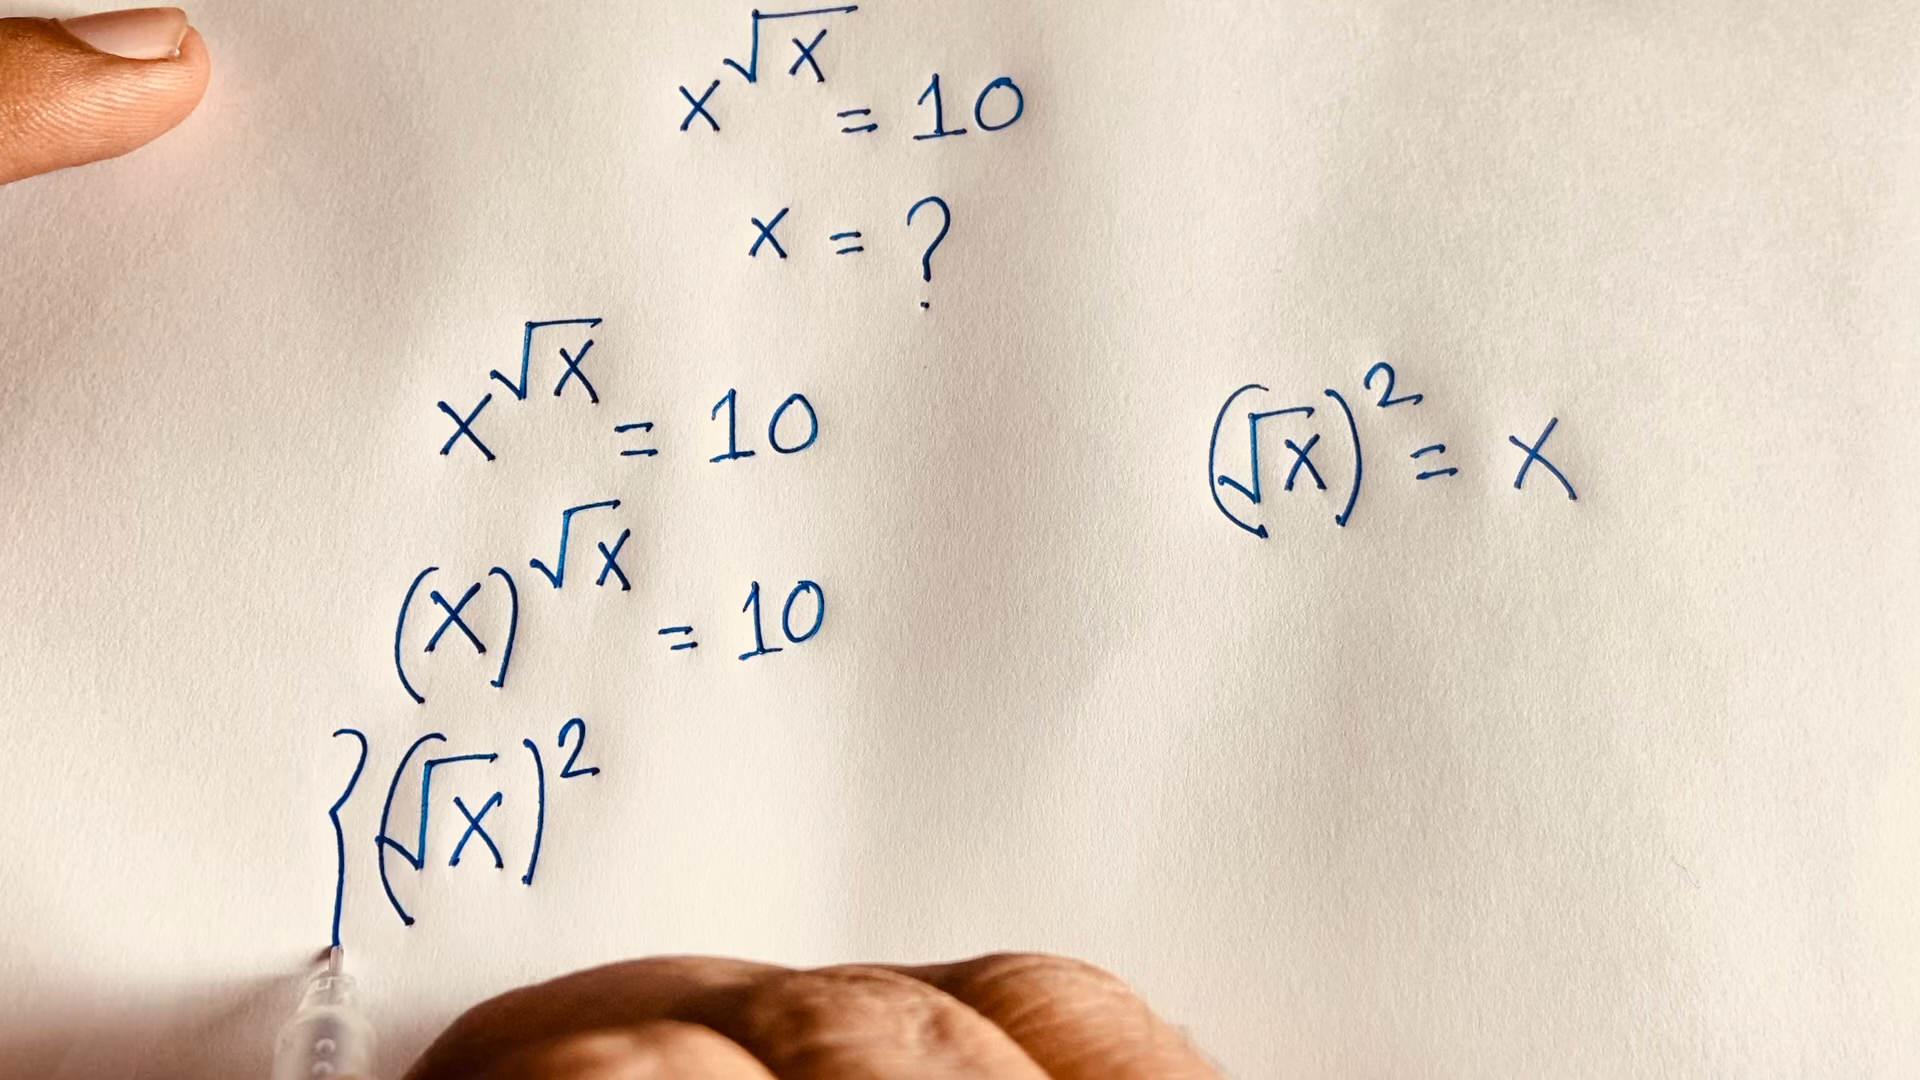 x^√x = 10
x = ?
x^√x = 10
(√x)^2 = x
(x)^√x = 10
{(√x)^2